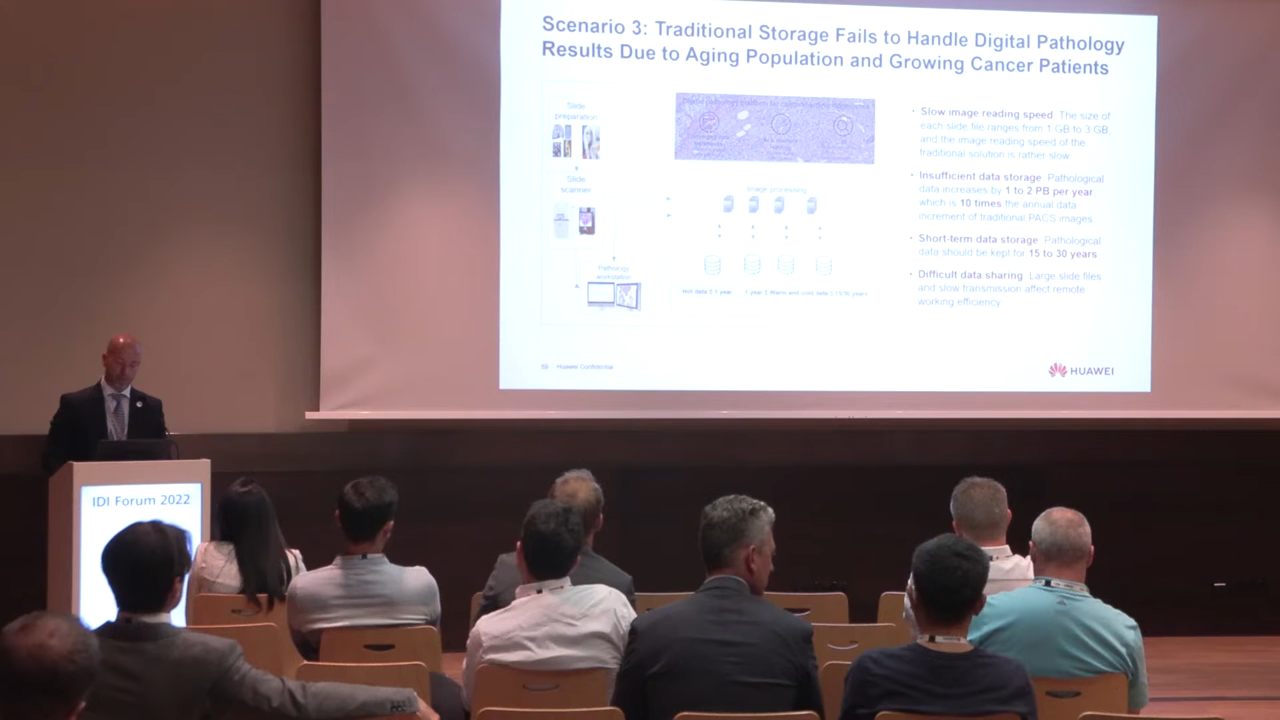 Scenario 3: Traditional Storage Fails to Handle Digital Pathology
Results Due to Aging Population and Growing Cancer Patients
Slide
preparation
Slide
scanner
Pathology
workstation
Image processing
• Slow image reading speed: The size of
each slide file ranges from 1 GB to 3 GB,
and the image reading speed of the
traditional solution is rather slow.
• Insufficient data storage: Pathological
data increases by 1 to 2 PB per year,
which is 10 times the annual data
increment of traditional PACS images.
• Short-term data storage: Pathological
data should be kept for 15 to 30 years.
• Difficult data sharing: Large slide files
and slow transmission affect remote
working efficiency.
59 Huawei Confidential
HUAWEI
IDI Forum 2022